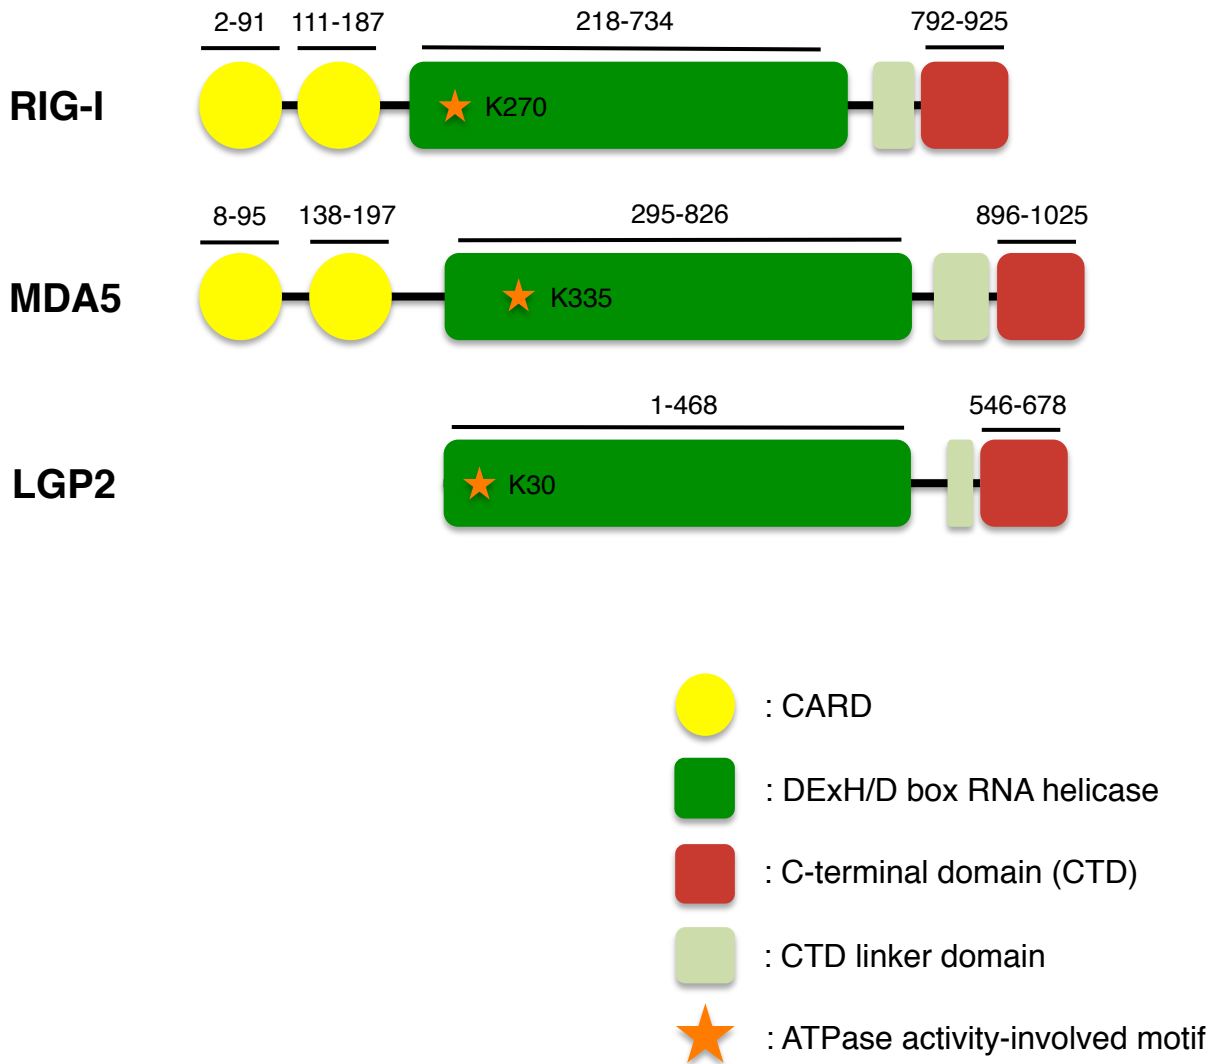 2-91 111-187 218-734 792-925
RIG-I K270
8-95 138-197 295-826 896-1025
MDA5 K335
1-468 546-678
LGP2 K30
: CARD
: DExH/D box RNA helicase
: C-terminal domain (CTD)
: CTD linker domain
: ATPase activity-involved motif